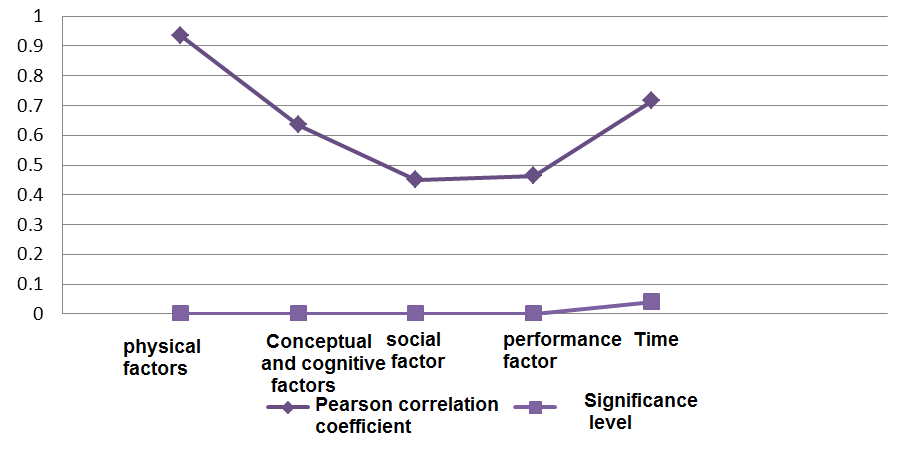 1
0.9
0.8
0.7
0.6
0.5
0.4
0.3
0.2
0.1
0
physical
factors
Conceptual
and cognitive
factors
social
factor
performance
factor
Time
Pearson correlation
coefficient
Significance
level